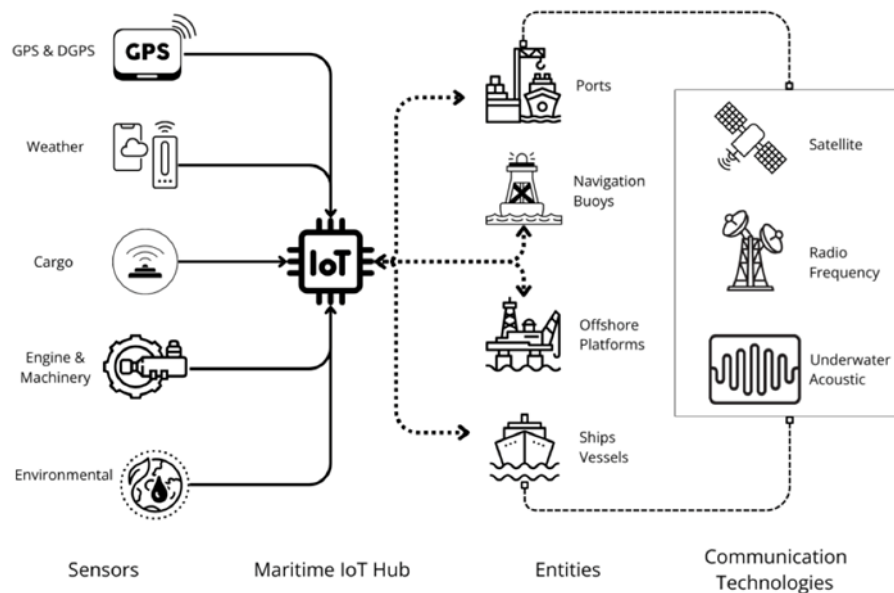 GPS & DGPS
GPS
Weather
Cargo
Engine &
Machinery
Environmental
IoT
Ports
Navigation
Buoys
Offshore
Platforms
Ships
Vessels
Satellite
Radio
Frequency
Underwater
Acoustic
Sensors
Maritime IoT Hub
Entities
Communication
Technologies